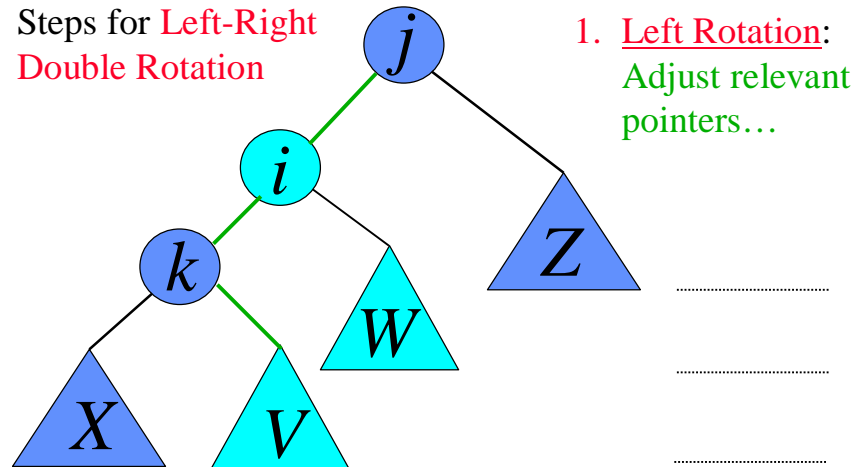 Steps for Left-Right
Double Rotation
1. Left Rotation:
Adjust relevant
pointers…
j
i
k
Z
W
X
V